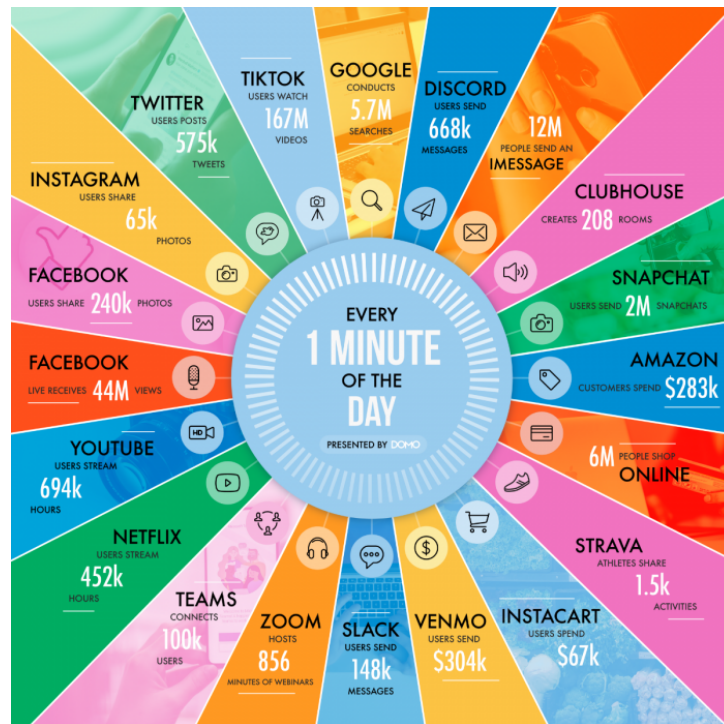 EVERY
1 MINUTE
OF THE
DAY
PRESENTED BY DOMO
GOOGLE
CONDUCTS
5.7M
SEARCHES
DISCORD
USERS SEND
668k
MESSAGES
12M
PEOPLE SEND AN
IMESSAGE
CLUBHOUSE
CREATES 208 ROOMS
SNAPCHAT
USERS SEND 2M SNAPCHATS
AMAZON
CUSTOMERS SPEND $283k
6M PEOPLE SHOP
ONLINE
STRAVA
ATHLETES SHARE
1.5k
ACTIVITIES
INSTACART
USERS SPEND
$67k
VENMO
USERS SEND
$304k
SLACK
USERS SEND
148k
MESSAGES
ZOOM
HOSTS
856
MINUTES OF WEBINARS
TEAMS
CONNECTS
100k
USERS
NETFLIX
USERS STREAM
452k
HOURS
YOUTUBE
USERS STREAM
694k
HOURS
HD
FACEBOOK
LIVE RECEIVES 44M VIEWS
FACEBOOK
USERS SHARE 240k PHOTOS
INSTAGRAM
USERS SHARE
65k
PHOTOS
TWITTER
USERS POSTS
575k
TWEETS
TIKTOK
USERS WATCH
167M
VIDEOS